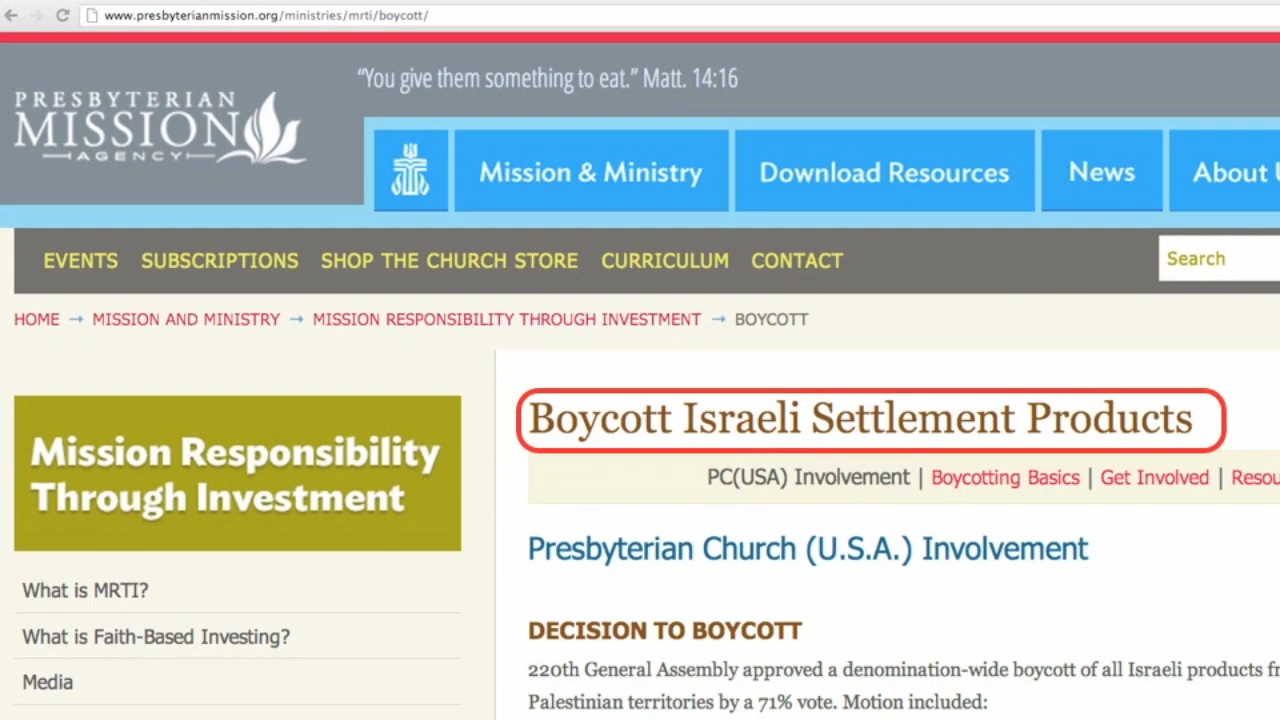 www.presbyterianmission.org/ministries/mrti/boycott/
“You give them something to eat.” Matt. 14:16
PRESBYTERIAN
MISSION
AGENCY
Mission & Ministry
Download Resources
News
About
EVENTS SUBSCRIPTIONS SHOP THE CHURCH STORE CURRICULUM CONTACT
Search
HOME → MISSION AND MINISTRY → MISSION RESPONSIBILITY THROUGH INVESTMENT → BOYCOTT
Mission Responsibility
Through Investment
What is MRTI?
What is Faith-Based Investing?
Media
Boycott Israeli Settlement Products
PC(USA) Involvement | Boycotting Basics | Get Involved |
Presbyterian Church (U.S.A.) Involvement
DECISION TO BOYCOTT
220th General Assembly approved a denomination-wide boycott of all Israeli products
Palestinian territories by a 71% vote. Motion included: